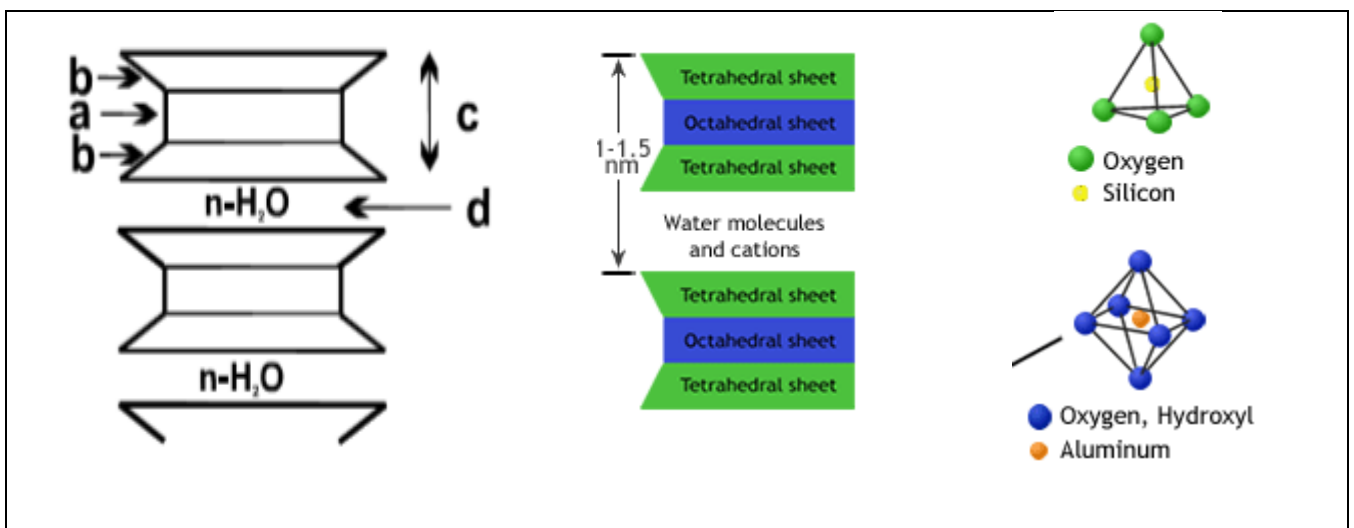 b
a
b
c
n-H₂O
d
n-H₂O
Tetrahedral sheet
Octahedral sheet
Tetrahedral sheet
1-1.5
nm
Water molecules
and cations
Tetrahedral sheet
Octahedral sheet
Tetrahedral sheet
Oxygen
Silicon
Oxygen, Hydroxyl
Aluminum